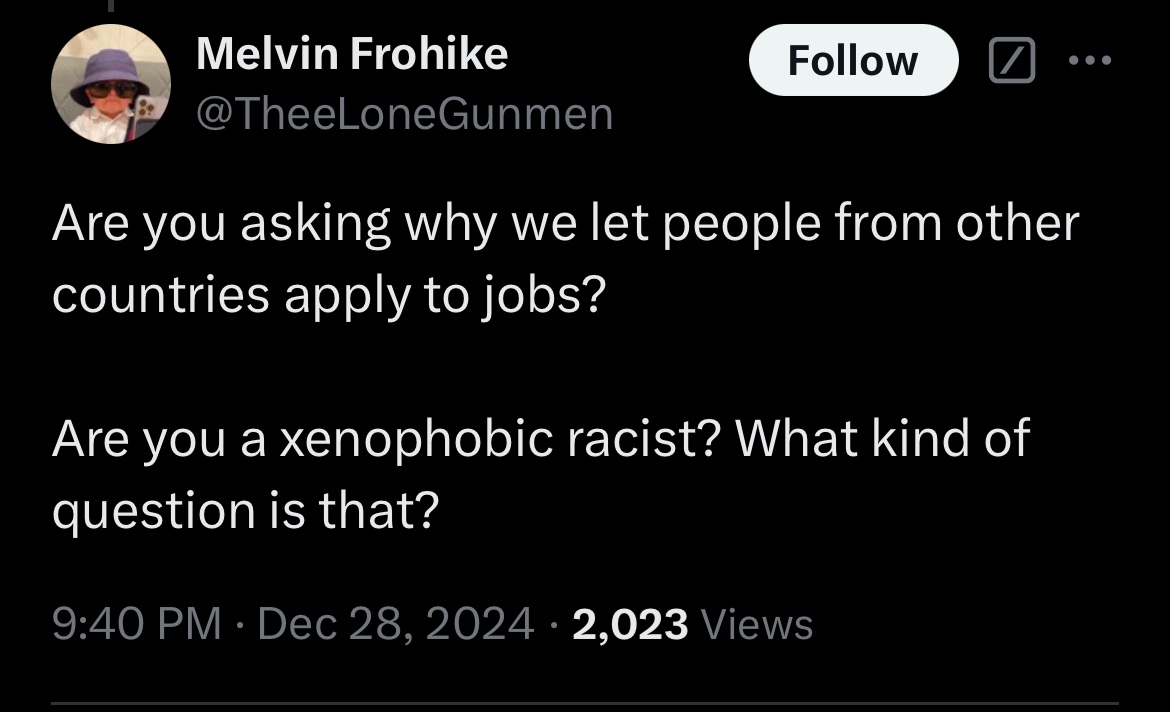 Melvin Frohike
@TheeLoneGunmen
Follow
Are you asking why we let people from other
countries apply to jobs?
Are you a xenophobic racist? What kind of
question is that?
9:40 PM · Dec 28, 2024 · 2,023 Views